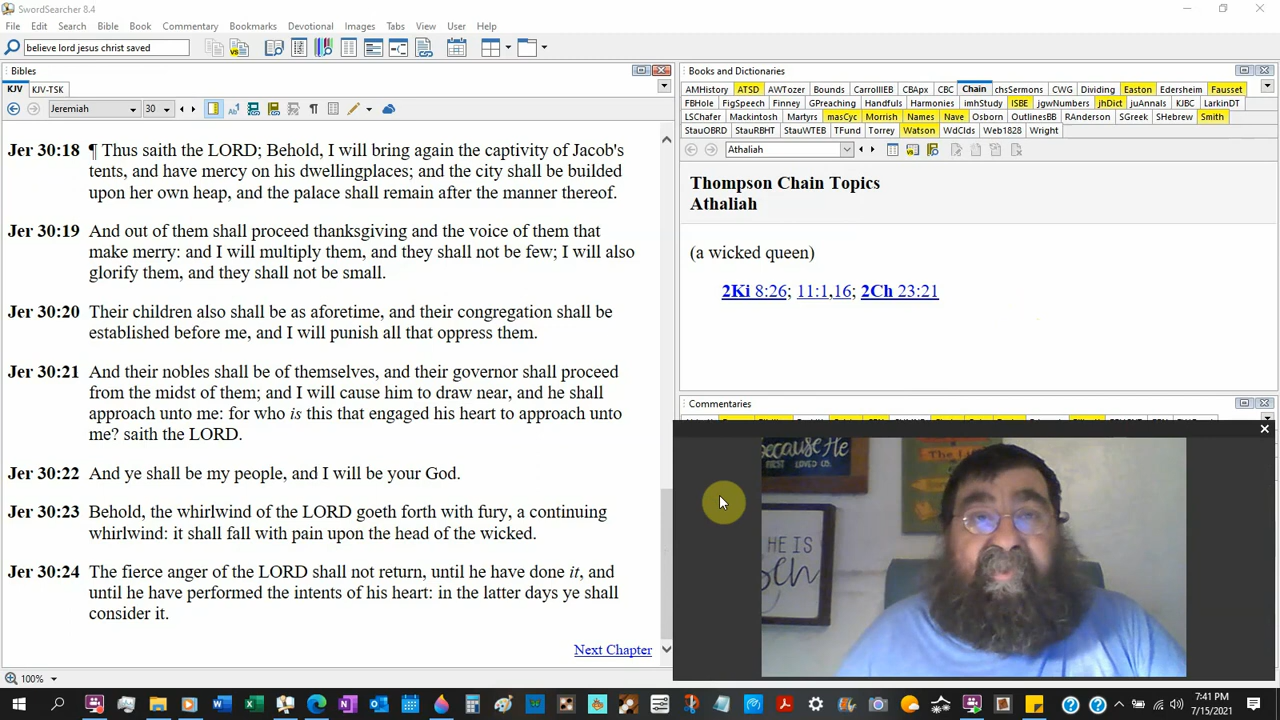 SwordSearcher 8.4
File Edit Search Bible Book Commentary Bookmarks Devotional Images Tabs View User Help
believe lord jesus christ saved
Bibles
KJV KJV-TSK
Jeremiah 30
Jer 30:18 ¶ Thus saith the LORD; Behold, I will bring again the captivity of Jacob's
tents, and have mercy on his dwellingplaces; and the city shall be builded
upon her own heap, and the palace shall remain after the manner thereof.
Jer 30:19 And out of them shall proceed thanksgiving and the voice of them that
make merry: and I will multiply them, and they shall not be few; I will also
glorify them, and they shall not be small.
Jer 30:20 Their children also shall be as aforetime, and their congregation shall be
established before me, and I will punish all that oppress them.
Jer 30:21 And their nobles shall be of themselves, and their governor shall proceed
from the midst of them; and I will cause him to draw near, and he shall
approach unto me: for who is this that engaged his heart to approach unto
me? saith the LORD.
Jer 30:22 And ye shall be my people, and I will be your God.
Jer 30:23 Behold, the whirlwind of the LORD goeth forth with fury, a continuing
whirlwind: it shall fall with pain upon the head of the wicked.
Jer 30:24 The fierce anger of the LORD shall not return, until he have done it, and
until he have performed the intents of his heart: in the latter days ye shall
consider it.
Next Chapter
100%
Books and Dictionaries
AMHistory ATSD AWTozer Bounds CarrollIEB CBApx CBC Chain chsSermons CWG Dividing Easton Edersheim Fausset
FBHole FigSpeech Finney GPreaching Handfuls Harmonies imhStudy ISBE jgwNumbers jhDict juAnnals KJBC LarkinDT
LSChafer Mackintosh Martyrs masCyc Morrish Names Nave Osborn OutlinesBB RAnderson SGreek SHebrew Smith
StauOBRD StauRBHT StauWTEB TFund Torrey Watson WdClds Web1828 Wright
Athaliah
Thompson Chain Topics
Athaliah
(a wicked queen)
2Ki 8:26; 11:1,16; 2Ch 23:21
Commentaries
because He
FIRST LOVED US.
HE IS
7:41 PM
7/15/2021